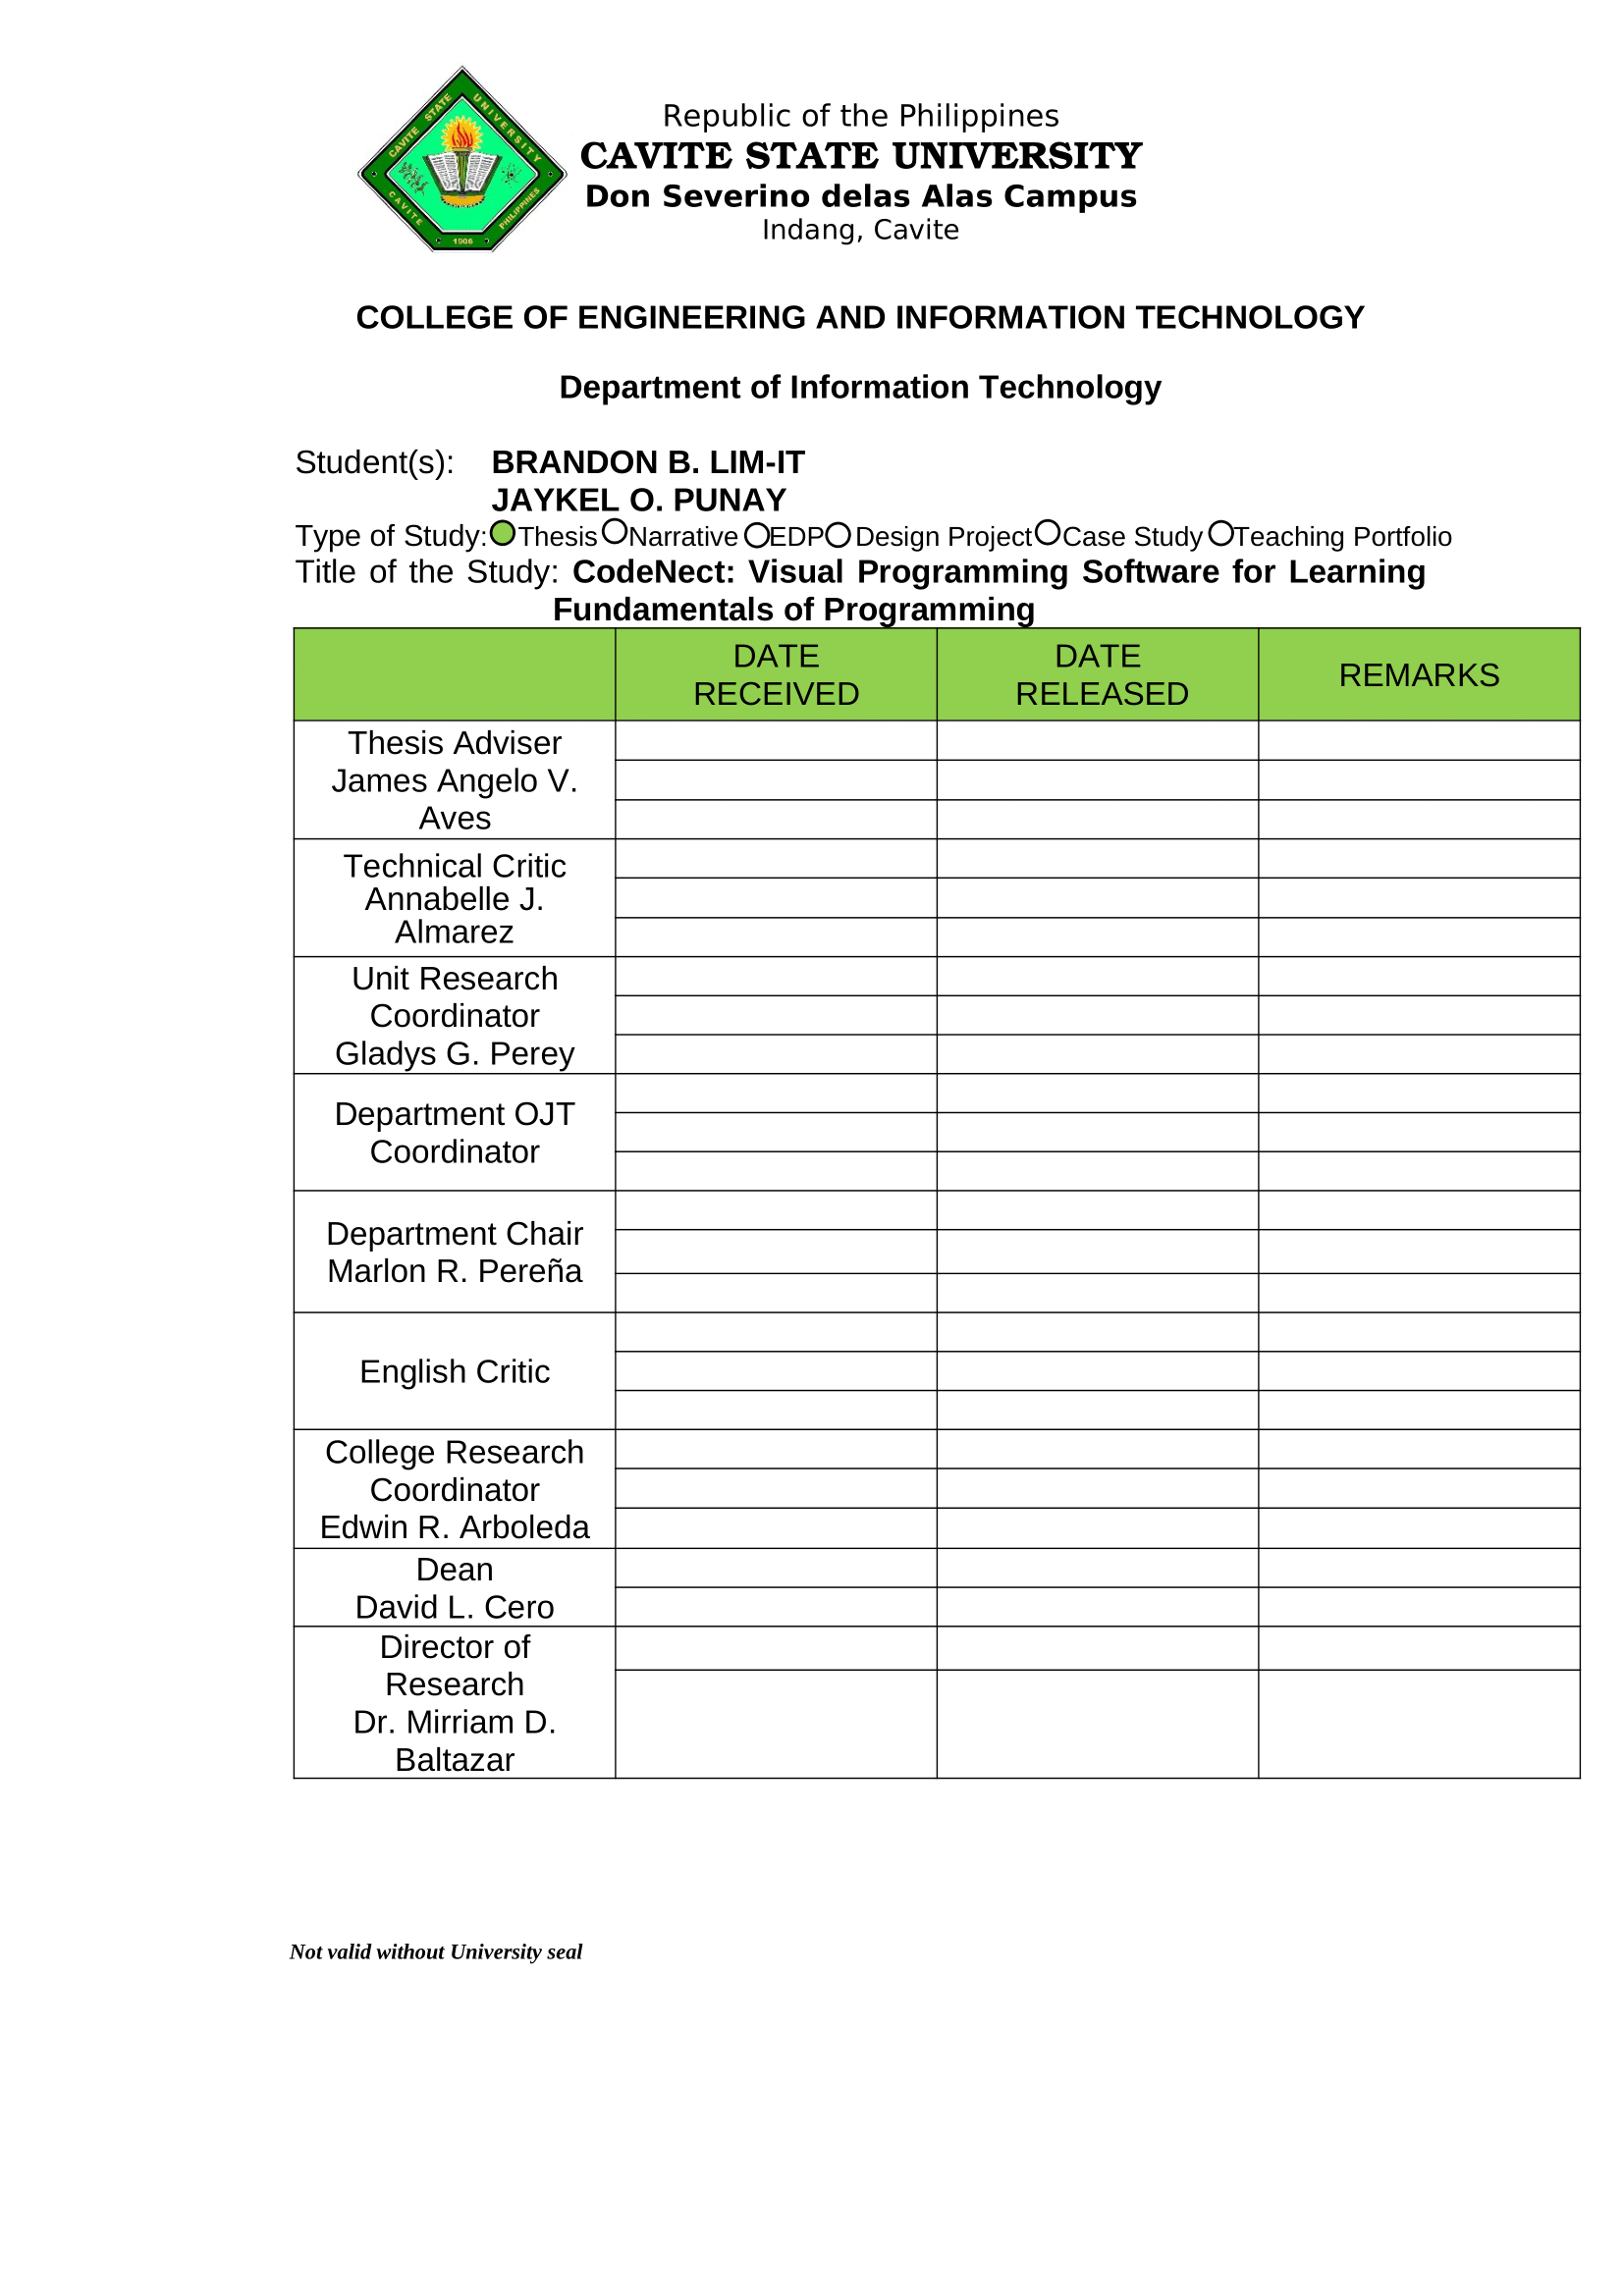 CAVITE STATE UNIVERSITY
CAVITE PHILIPPINES
1906
Republic of the Philippines
CAVITE STATE UNIVERSITY
Don Severino delas Alas Campus
Indang, Cavite
COLLEGE OF ENGINEERING AND INFORMATION TECHNOLOGY
Department of Information Technology
Student(s): BRANDON B. LIM-IT
JAYKEL O. PUNAY
Type of Study: Thesis Narrative EDP Design Project Case Study Teaching Portfolio
Title of the Study: CodeNect: Visual Programming Software for Learning
Fundamentals of Programming
DATE
RECEIVED
DATE
RELEASED
REMARKS
Thesis Adviser
James Angelo V.
Aves
Technical Critic
Annabelle J.
Almarez
Unit Research
Coordinator
Gladys G. Perey
Department OJT
Coordinator
Department Chair
Marlon R. Pereña
English Critic
College Research
Coordinator
Edwin R. Arboleda
Dean
David L. Cero
Director of
Research
Dr. Mirriam D.
Baltazar
Not valid without University seal